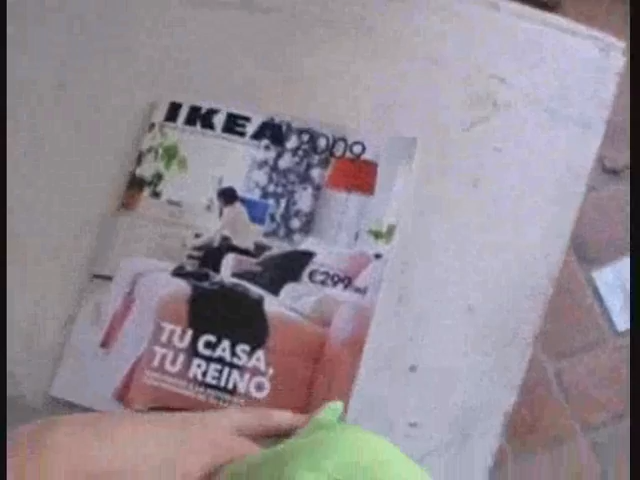 IKEA 2009
€299
TU CASA,
TU REINO